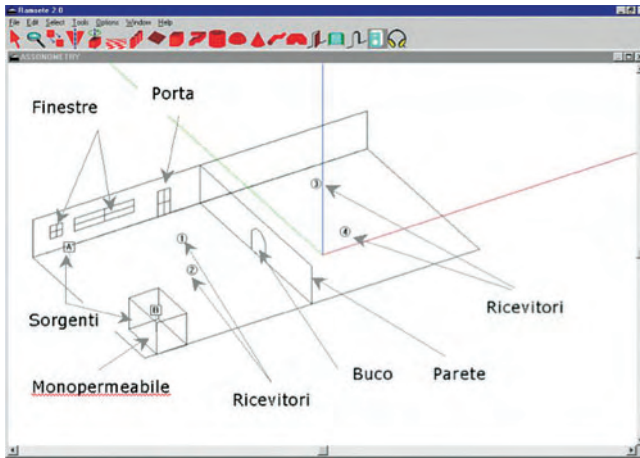 Ramsete 2.0
File Edit Select Tools Options Window Help
ASSONOMETRY
Porta
Finestre
3
4
A
1
2
B
Sorgenti
Ricevitori
Monopermeabile
Buco
Parete
Ricevitori